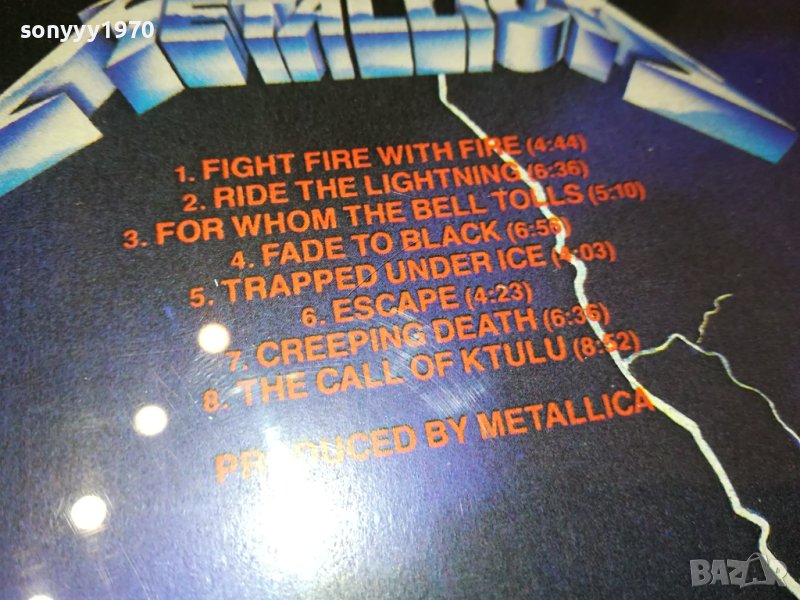 sonyyy1970
METALLICA
1. FIGHT FIRE WITH FIRE (4:44)
2. RIDE THE LIGHTNING (6:36)
3. FOR WHOM THE BELL TOLLS (5:10)
4. FADE TO BLACK (6:56)
5. TRAPPED UNDER ICE (4:03)
6. ESCAPE (4:23)
7. CREEPING DEATH (6:36)
8. THE CALL OF KTULU (8:52)
PRODUCED BY METALLICA
BAZAR